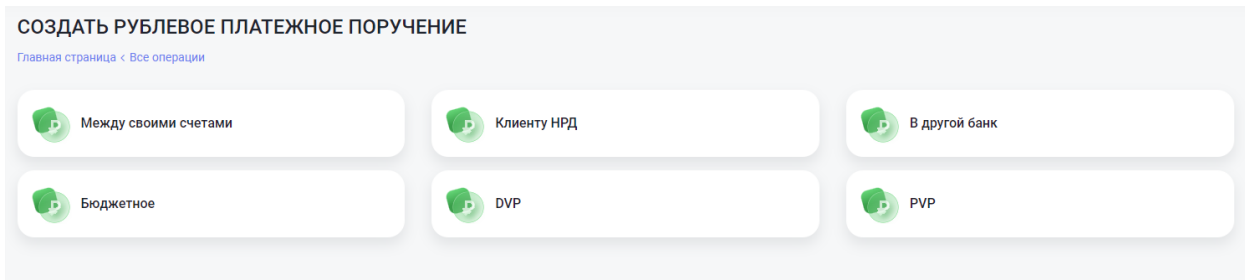 СОЗДАТЬ РУБЛЕВОЕ ПЛАТЕЖНОЕ ПОРУЧЕНИЕ
Главная страница < Все операции
Между своими счетами
Клиенту НРД
В другой банк
Бюджетное
DVP
PVP